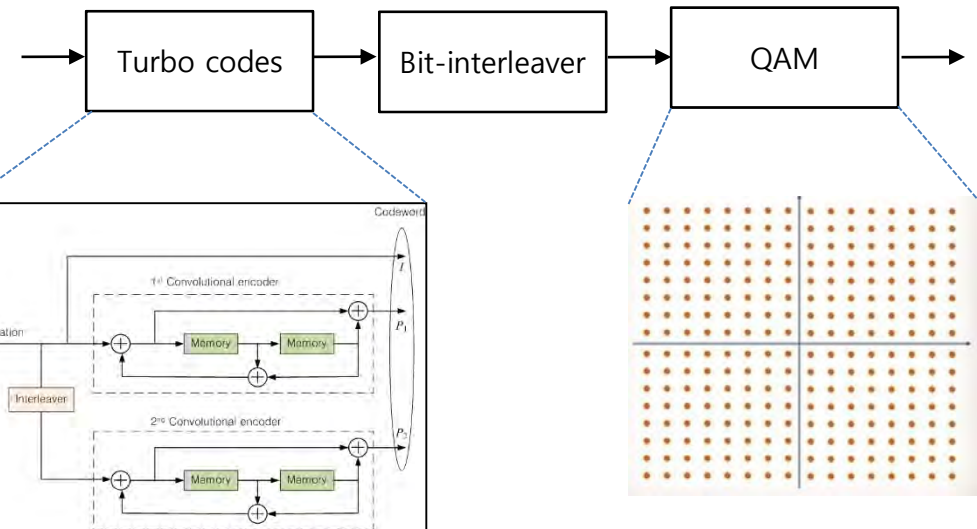 Turbo codes
Bit-interleaver
QAM
Codeword
I
1st Convolutional encoder
P1
Memory
Memory
ation
Interleaver
2nd Convolutional encoder
P2
Memory
Memory